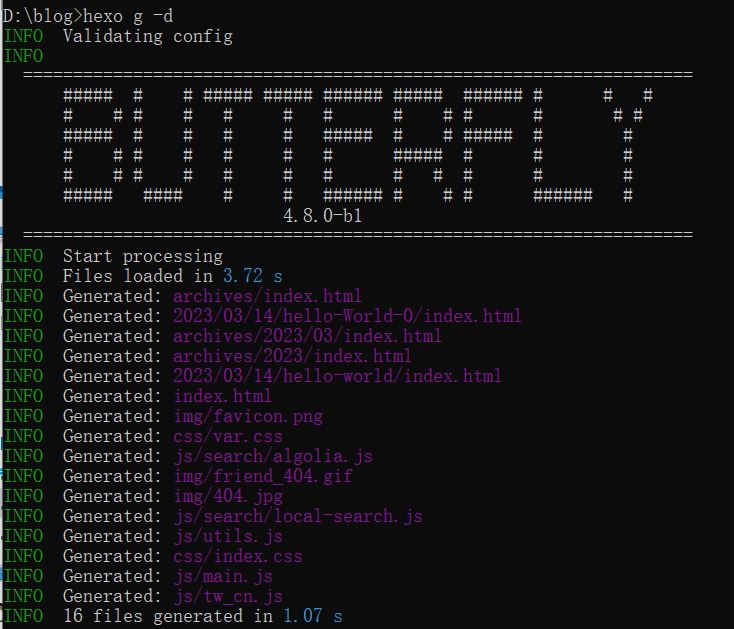 D:\blog>hexo g -d
INFO  Validating config
INFO
  ===================================================================
      #####  #    # ##### ##### ###### #####  ###### #      #   #
      #    # #    #   #     #   #      #    # #      #       # #
      #####  #    #   #     #   #####  #    # #####  #        #
      #    # #    #   #     #   #      #####  #      #        #
      #    # #    #   #     #   #      #   #  #      #        #
      #####   ####    #     #   ###### #    # #      ######   #
                            4.8.0-b1
  ===================================================================
INFO  Start processing
INFO  Files loaded in 3.72 s
INFO  Generated: archives/index.html
INFO  Generated: 2023/03/14/hello-World-0/index.html
INFO  Generated: archives/2023/03/index.html
INFO  Generated: archives/2023/index.html
INFO  Generated: 2023/03/14/hello-world/index.html
INFO  Generated: index.html
INFO  Generated: img/favicon.png
INFO  Generated: css/var.css
INFO  Generated: js/search/algolia.js
INFO  Generated: img/friend_404.gif
INFO  Generated: img/404.jpg
INFO  Generated: js/search/local-search.js
INFO  Generated: js/utils.js
INFO  Generated: css/index.css
INFO  Generated: js/main.js
INFO  Generated: js/tw_cn.js
INFO  16 files generated in 1.07 s